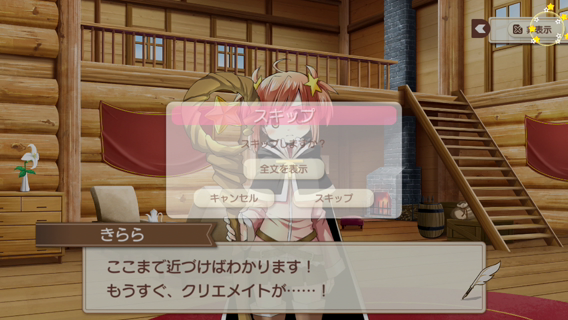 表示
スキップ
スキップしますか？
全文を表示
キャンセル
スキップ
きらら
ここまで近づけばわかります！
もうすぐ、クリエメイトが……！